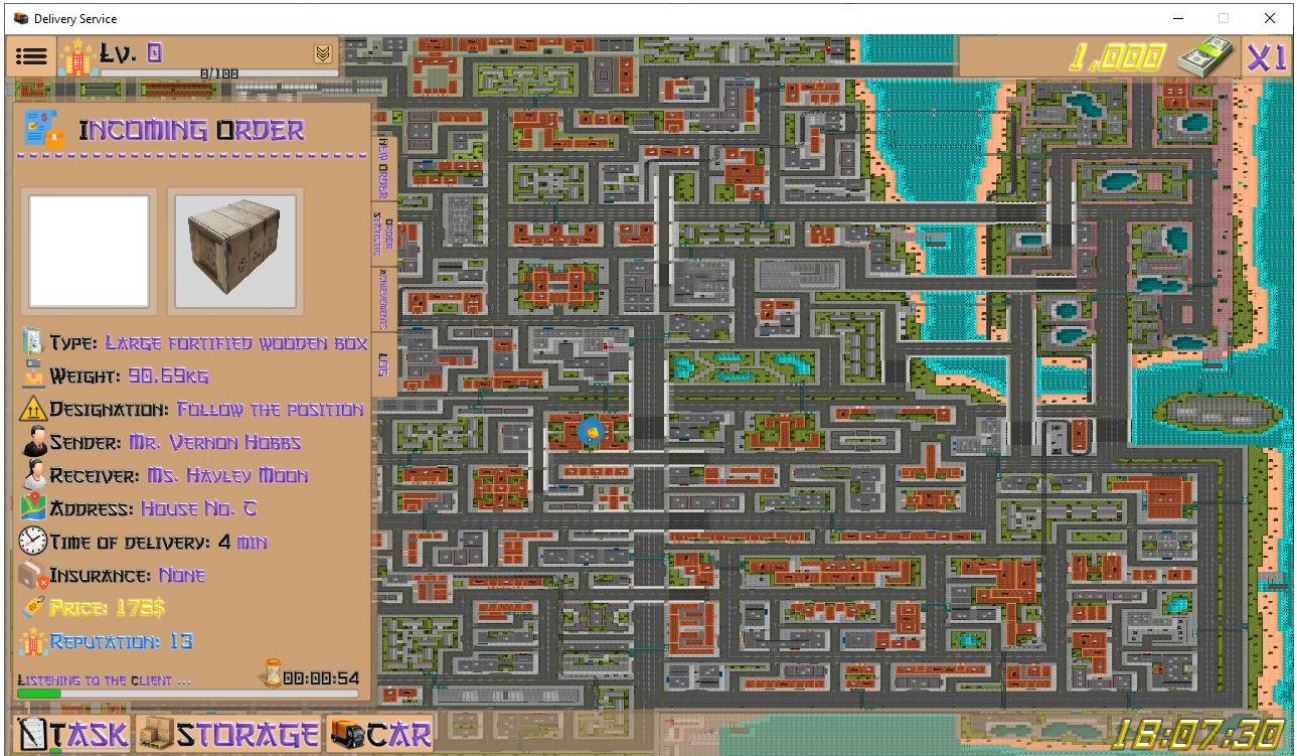 Delivery Service
Lv. 0
0/100
1,000
X1
Incoming Order
New Order
Order Statistic
Achievements
Log
Type: Large fortified wooden box
Weight: 90,69kg
Designation: Follow the position
Sender: Mr. Vernon Hobbs
Receiver: Ms. Hayley Moon
Address: House No. C
Time of delivery: 4 min
Insurance: None
Price: 175$
Reputation: 13
Listening to the client ...
00:00:54
Task
Storage
Car
18:07:30